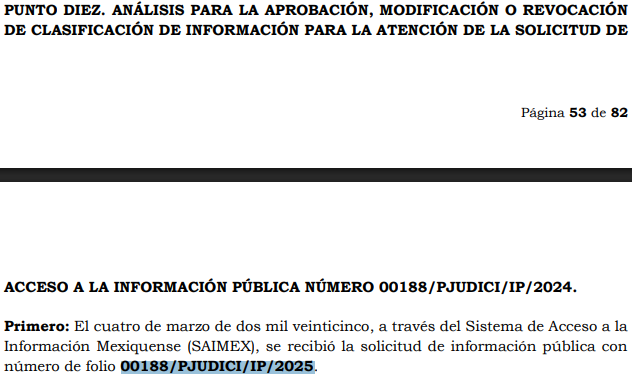 PUNTO DIEZ. ANÁLISIS PARA LA APROBACIÓN, MODIFICACIÓN O REVOCACIÓN
DE CLASIFICACIÓN DE INFORMACIÓN PARA LA ATENCIÓN DE LA SOLICITUD DE
Página 53 de 82
ACCESO A LA INFORMACIÓN PÚBLICA NÚMERO 00188/PJUDICI/IP/2024.
Primero: El cuatro de marzo de dos mil veinticinco, a través del Sistema de Acceso a la
Información Mexiquense (SAIMEX), se recibió la solicitud de información pública con
número de folio 00188/PJUDICI/IP/2025.